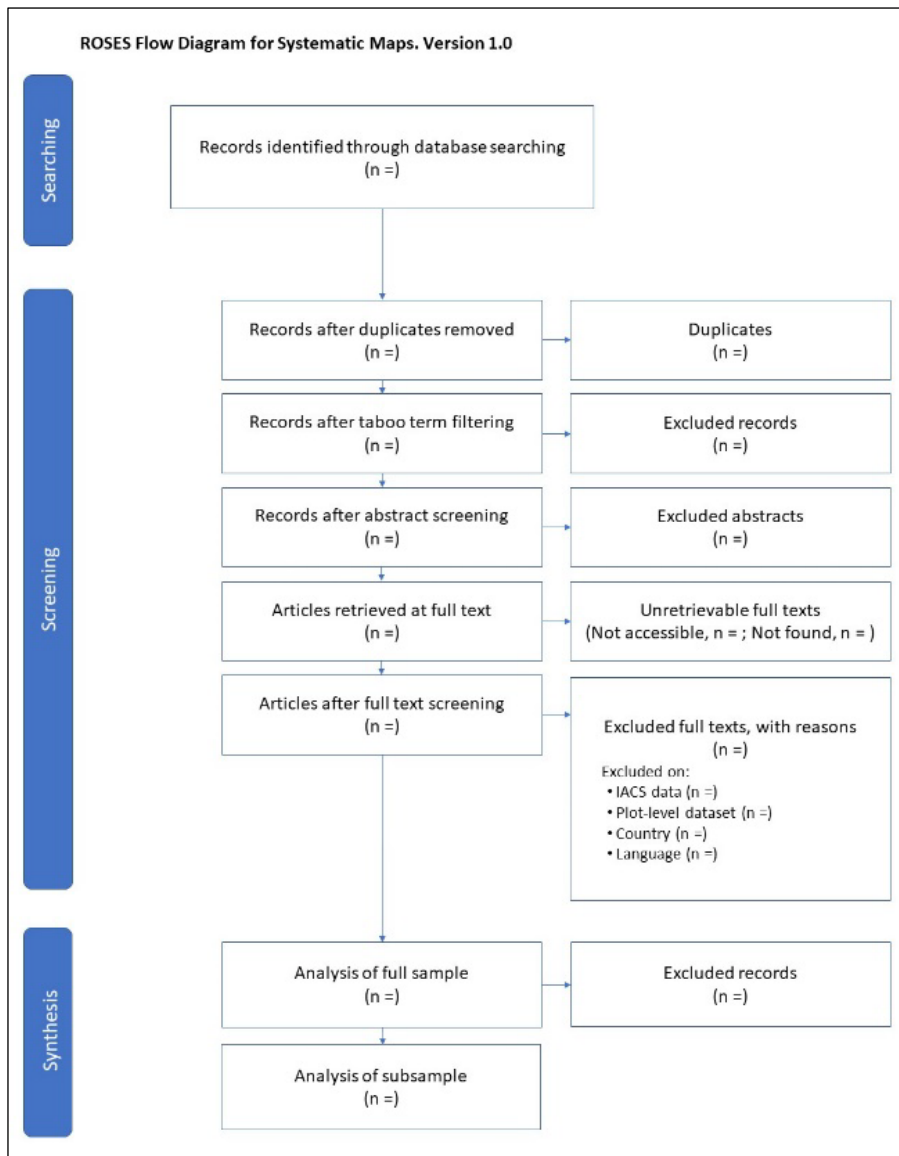 ROSES Flow Diagram for Systematic Maps. Version 1.0
Searching
Records identified through database searching
(n =)
Screening
Records after duplicates removed
(n =)
Duplicates
(n =)
Records after taboo term filtering
(n =)
Excluded records
(n =)
Records after abstract screening
(n =)
Excluded abstracts
(n =)
Articles retrieved at full text
(n =)
Unretrievable full texts
(Not accessible, n = ; Not found, n = )
Articles after full text screening
(n =)
Excluded full texts, with reasons
(n =)
Excluded on:
• IACS data (n =)
• Plot-level dataset (n =)
• Country (n =)
• Language (n =)
Synthesis
Analysis of full sample
(n =)
Excluded records
(n =)
Analysis of subsample
(n =)